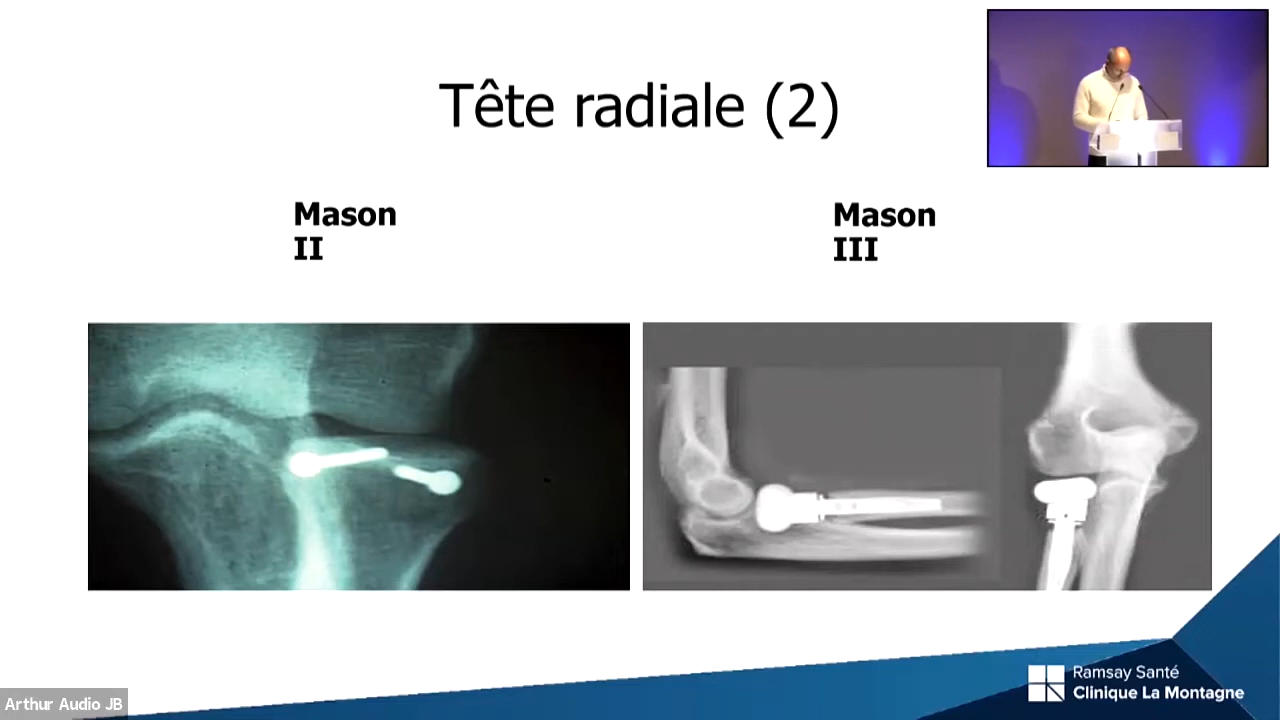 Tête radiale (2)
Mason
II
Mason
III
Ramsay Santé
Clinique La Montagne
Arthur Audio JB